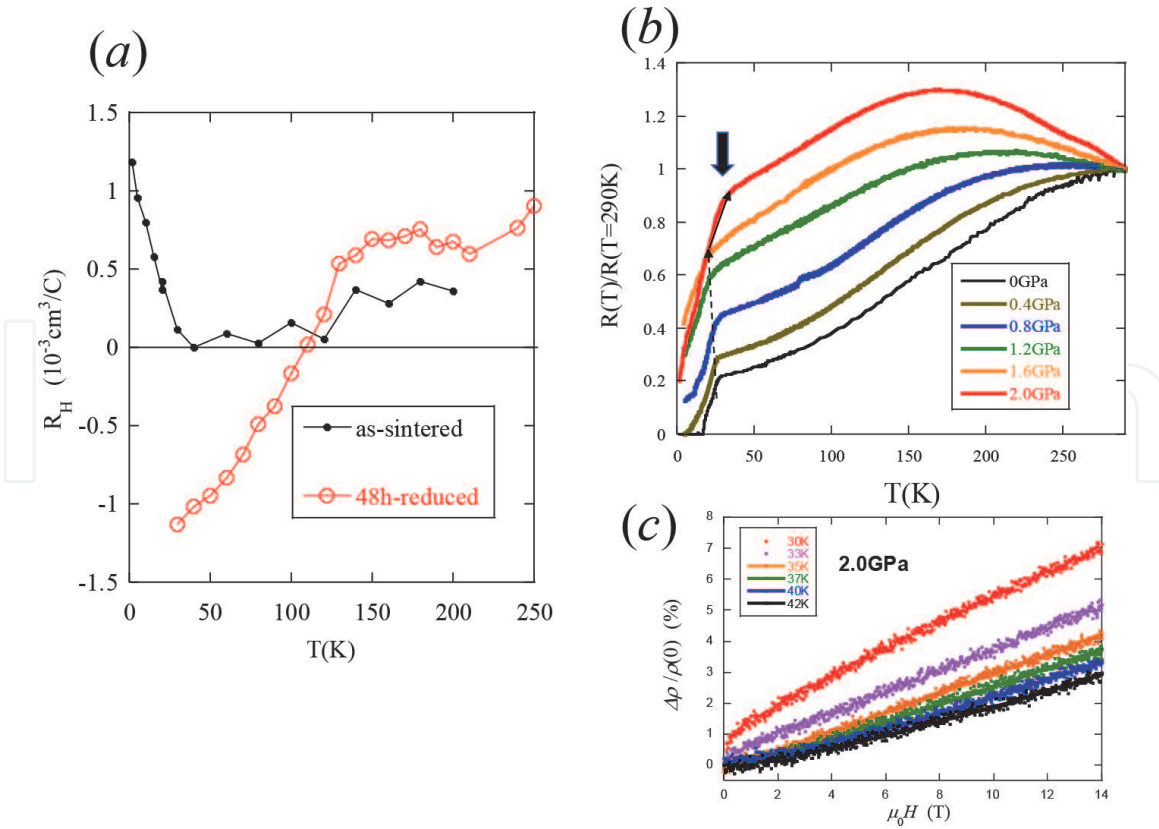 (a)
1.5
1
0.5
0
-0.5
-1
-1.5
R_H (10^-3 cm^3/C)
as-sintered
48h-reduced
0 50 100 150 200 250
T(K)
(b)
1.4
1.2
1
0.8
0.6
0.4
0.2
0
R(T)/R(T=290K)
0GPa
0.4GPa
0.8GPa
1.2GPa
1.6GPa
2.0GPa
0 50 100 150 200 250
T(K)
(c)
8
7
6
5
4
3
2
1
0
Δρ/ρ(0) (%)
30K
33K
35K
37K
40K
42K
2.0GPa
0 2 4 6 8 10 12 14
μ₀H (T)